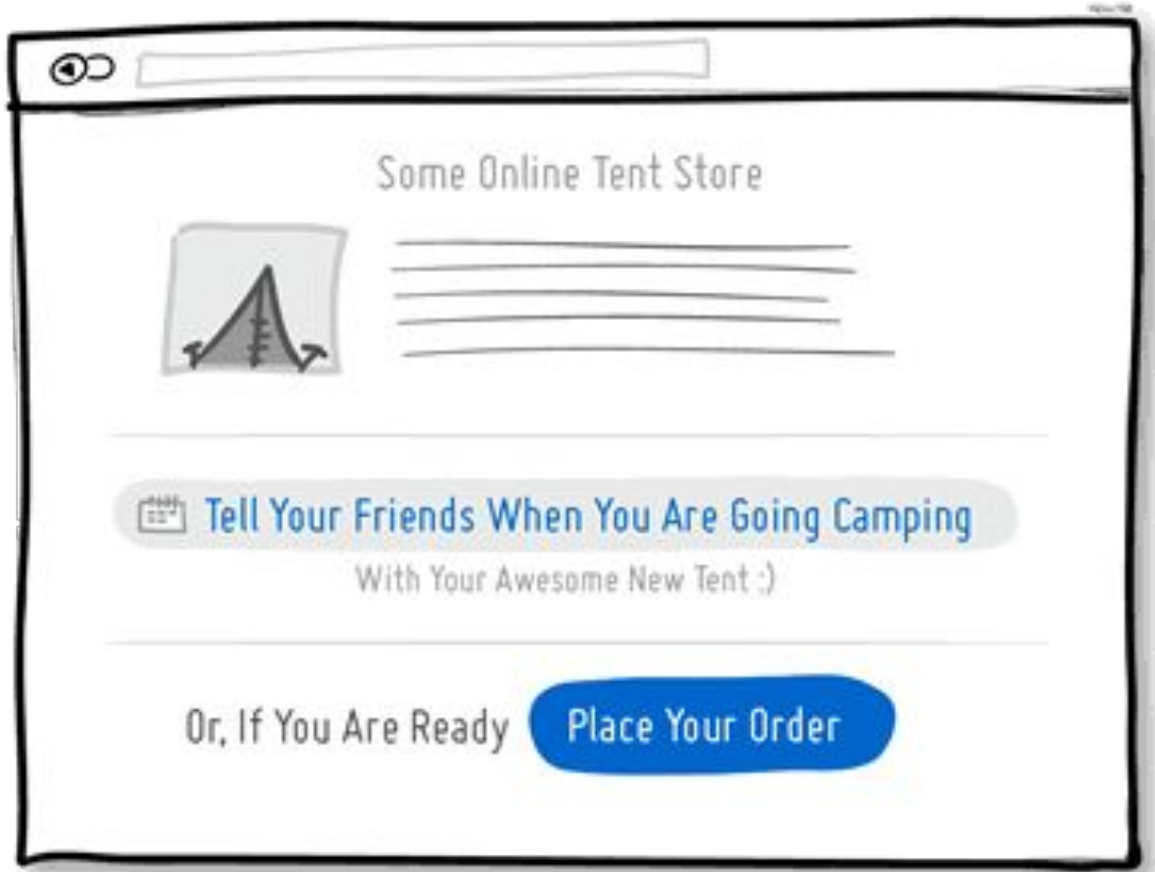 Some Online Tent Store
Tell Your Friends When You Are Going Camping
With Your Awesome New Tent :)
Or, If You Are Ready Place Your Order